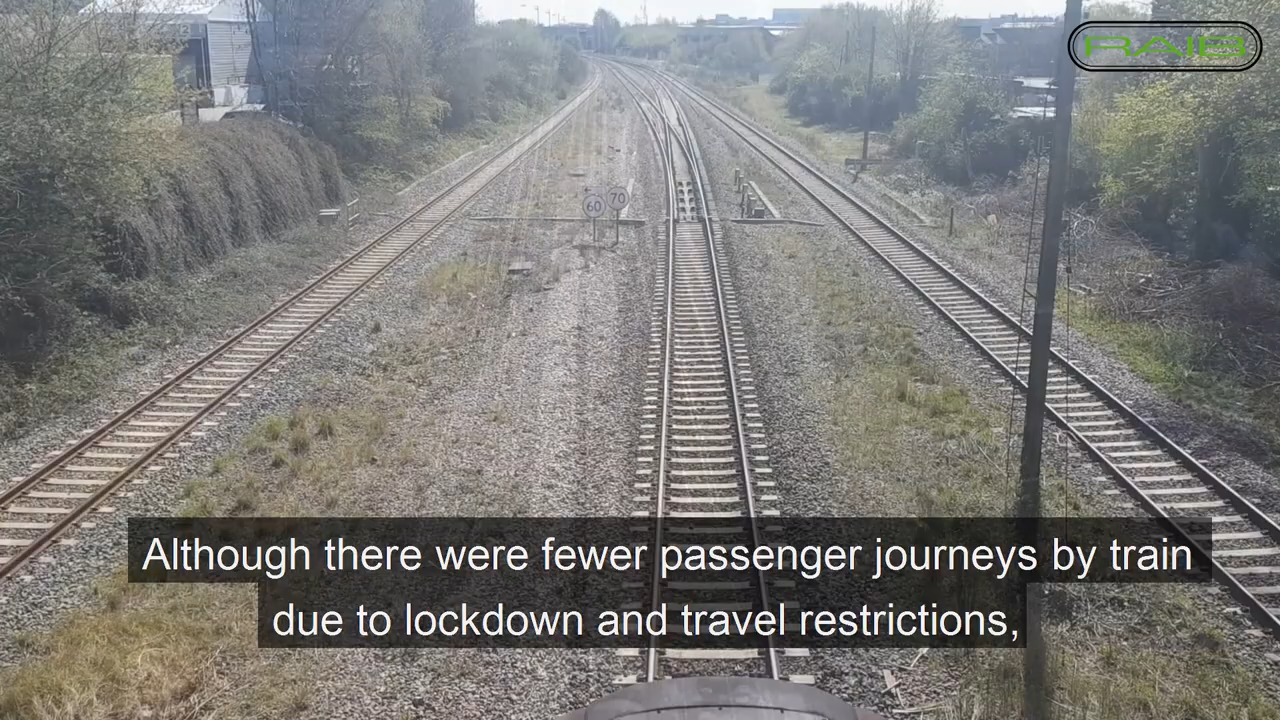 RAIB
60
70
Although there were fewer passenger journeys by train
due to lockdown and travel restrictions,